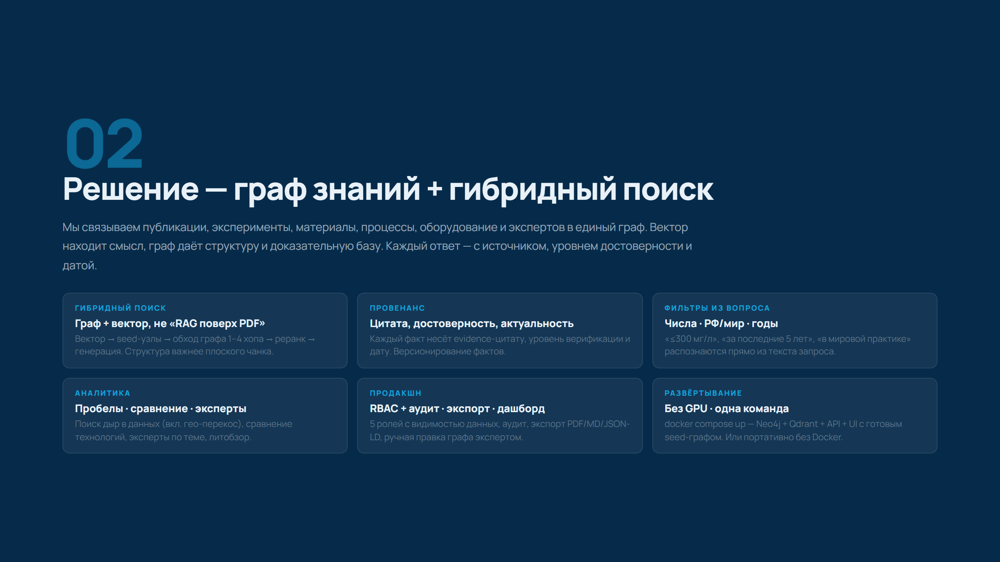 02
Решение — граф знаний + гибридный поиск
Мы связываем публикации, эксперименты, материалы, процессы, оборудование и экспертов в единый граф. Вектор
находит смысл, граф даёт структуру и доказательную базу. Каждый ответ — с источником, уровнем достоверности и
датой.
ГИБРИДНЫЙ ПОИСК
Граф + вектор, не «RAG поверх PDF»
Вектор → seed-узлы → обход графа 1–4 хопа → реранк →
генерация. Структура важнее плоского чанка.
ПРОВЕНАНС
Цитата, достоверность, актуальность
Каждый факт несёт evidence-цитату, уровень верификации и
дату. Версионирование фактов.
ФИЛЬТРЫ ИЗ ВОПРОСА
Числа · РФ/мир · годы
«≤300 мг/л», «за последние 5 лет», «в мировой практике»
распознаются прямо из текста запроса.
АНАЛИТИКА
Пробелы · сравнение · эксперты
Поиск дыр в данных (вкл. гео-перекос), сравнение
технологий, эксперты по теме, литобзор.
ПРОДАКШН
RBAC + аудит · экспорт · дашборд
5 ролей с видимостью данных, аудит, экспорт PDF/MD/JSON-
LD, ручная правка графа экспертом.
РАЗВЁРТЫВАНИЕ
Без GPU · одна команда
docker compose up — Neo4j + Qdrant + API + UI с готовым
seed-графом. Или портативно без Docker.